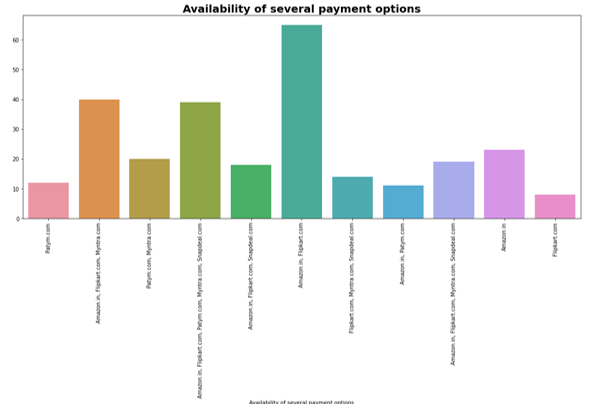 Availability of several payment options
60
50
40
30
20
10
0
Patym.com
Amazon.in, Flipkart.com, Myntra.com
Patym.com, Myntra.com
Amazon.in, Flipkart.com, Patym.com, Myntra.com, Snapdeal.com
Amazon.in, Flipkart.com, Snapdeal.com
Amazon.in, Flipkart.com
Flipkart.com, Myntra.com, Snapdeal.com
Amazon.in, Patym.com
Amazon.in, Flipkart.com, Myntra.com, Snapdeal.com
Amazon.in
Flipkart.com
Availability of several payment options